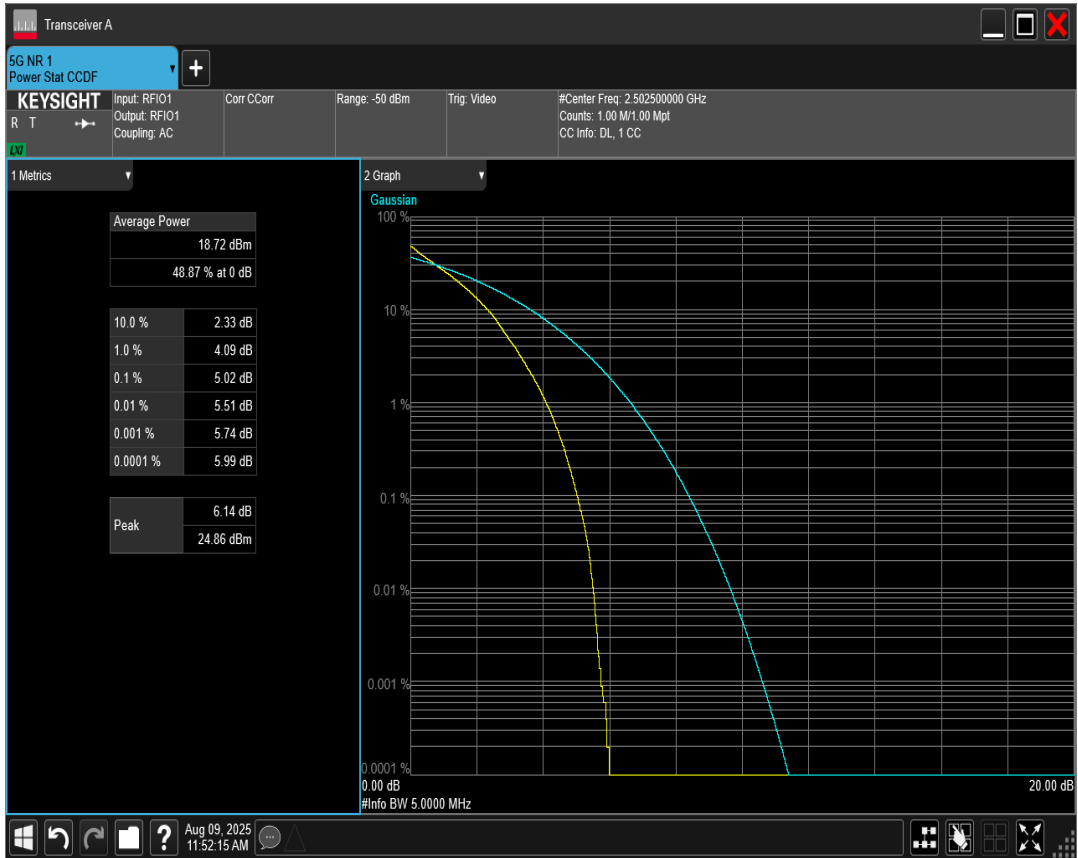 Transceiver A
5G NR 1
Power Stat CCDF
KEYSIGHT
R T
LXI
Input: RFIO1
Output: RFIO1
Coupling: AC
Corr CCorr
Range: -50 dBm
Trig: Video
#Center Freq: 2.502500000 GHz
Counts: 1.00 M/1.00 Mpt
CC Info: DL, 1 CC
1 Metrics
Average Power
18.72 dBm
48.87 % at 0 dB
10.0 % 2.33 dB
1.0 % 4.09 dB
0.1 % 5.02 dB
0.01 % 5.51 dB
0.001 % 5.74 dB
0.0001 % 5.99 dB
Peak
6.14 dB
24.86 dBm
2 Graph
Gaussian
100 %
10 %
1 %
0.1 %
0.01 %
0.001 %
0.0001 %
0.00 dB 20.00 dB
#Info BW 5.0000 MHz
?
Aug 09, 2025
11:52:15 AM